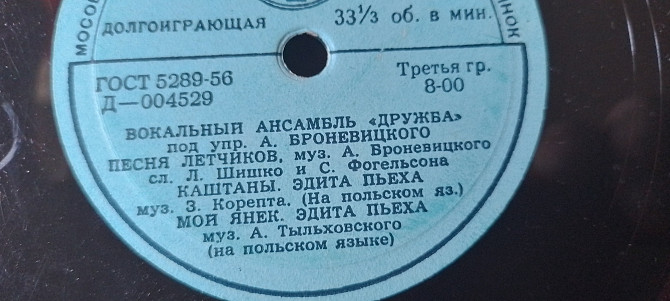 МОСОВ
ДОЛГОИГРАЮЩАЯ
33⅓ об. в мин.
ГОСТ 5289-56
Д—004529
Третья гр.
8-00
ВОКАЛЬНЫЙ АНСАМБЛЬ «ДРУЖБА»
под упр. А. БРОНЕВИЦКОГО
ПЕСНЯ ЛЕТЧИКОВ, муз. А. Броневицкого
сл. Л. Шишко и С. Фогельсона
КАШТАНЫ. ЭДИТА ПЬЕХА
муз. З. Корепта. (На польском яз.)
МОЙ ЯНЕК. ЭДИТА ПЬЕХА
муз. А. Тыльховского
(на польском языке)